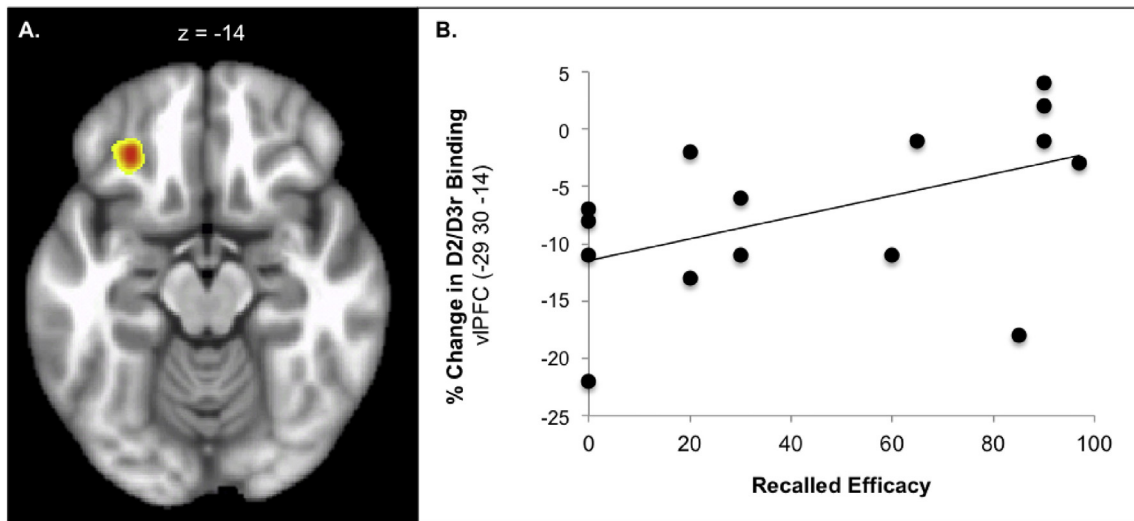 A.
z = -14
B.
% Change in D2/D3r Binding
vlPFC (-29 30 -14)
5
0
-5
-10
-15
-20
-25
0
20
40
60
80
100
Recalled Efficacy